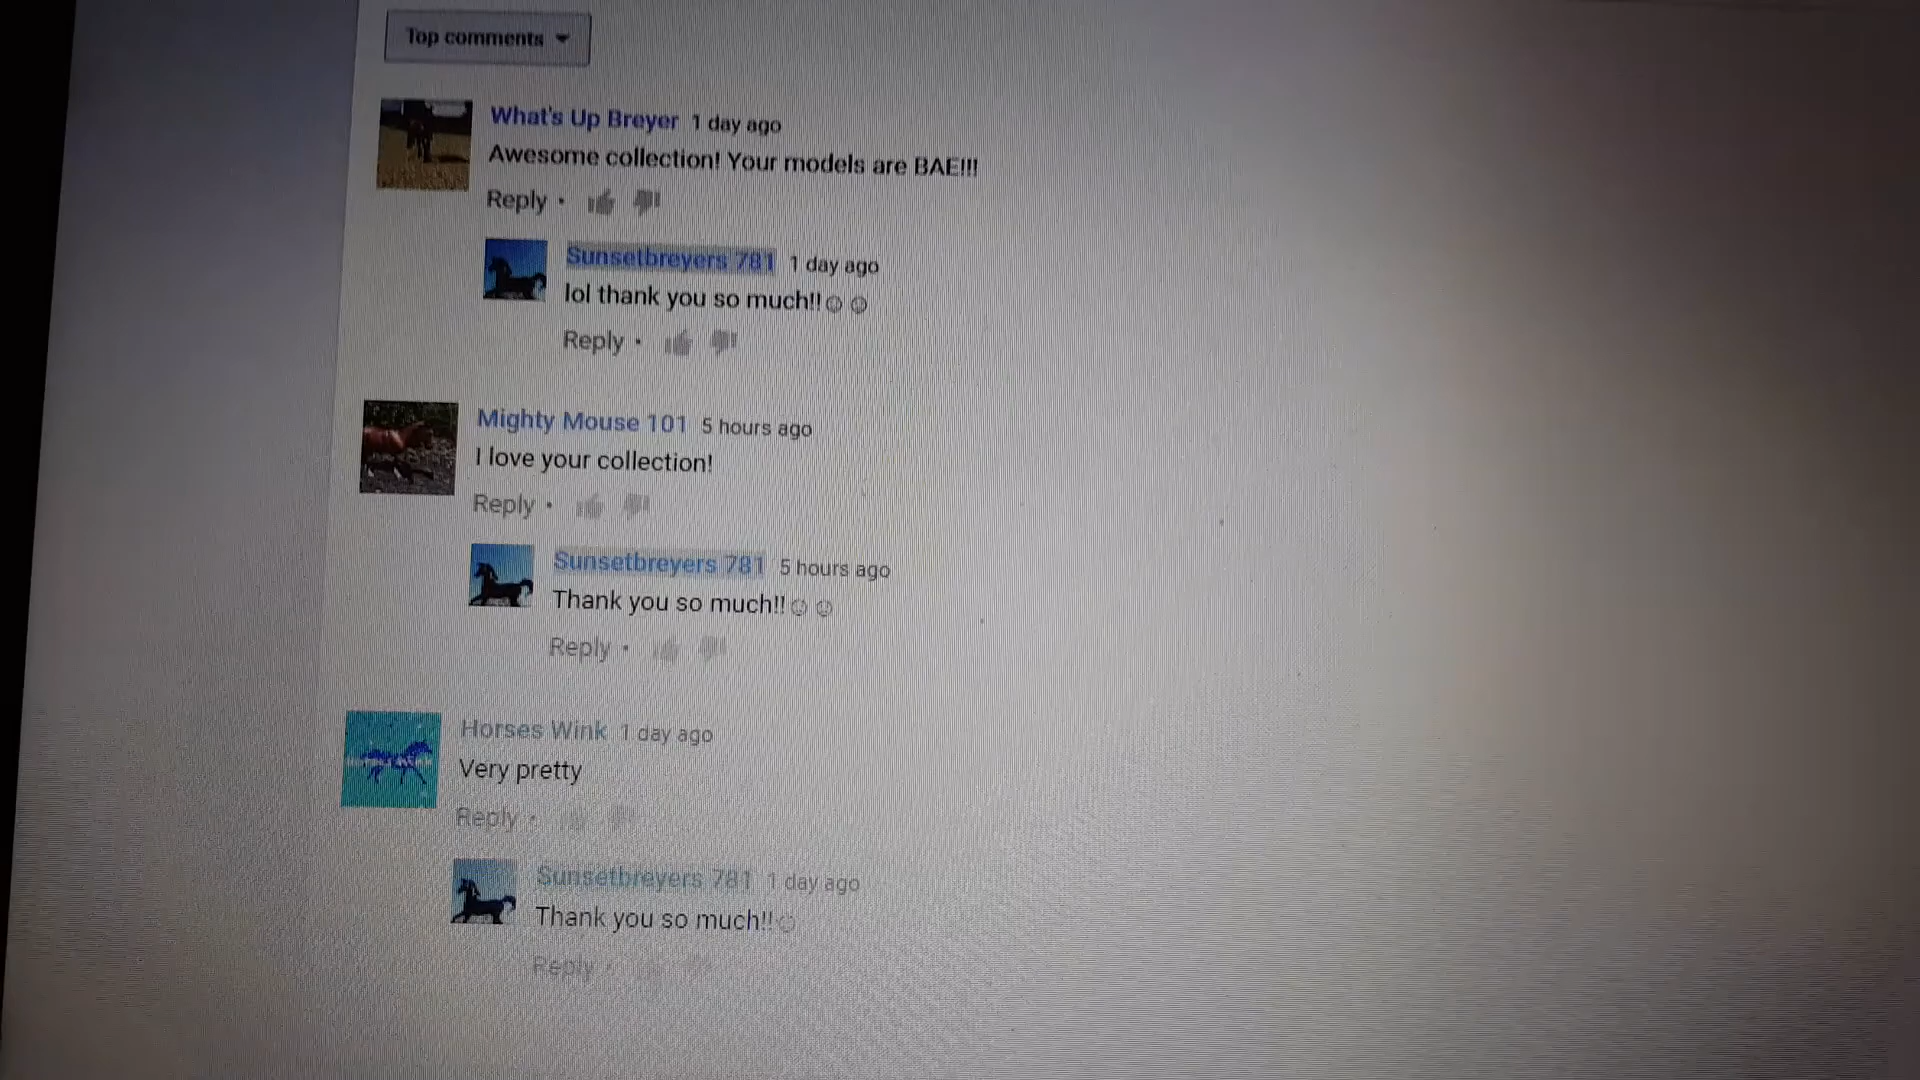 Top comments
What's Up Breyer 1 day ago
Awesome collection! Your models are BAE!!!
Reply •
Sunsetbreyers 781 1 day ago
lol thank you so much!!☺☺
Reply •
Mighty Mouse 101 5 hours ago
I love your collection!
Reply •
Sunsetbreyers 781 5 hours ago
Thank you so much!!☺☺
Reply •
Horses Wink 1 day ago
Very pretty
Reply •
Sunsetbreyers 781 1 day ago
Thank you so much!!☺
Reply •